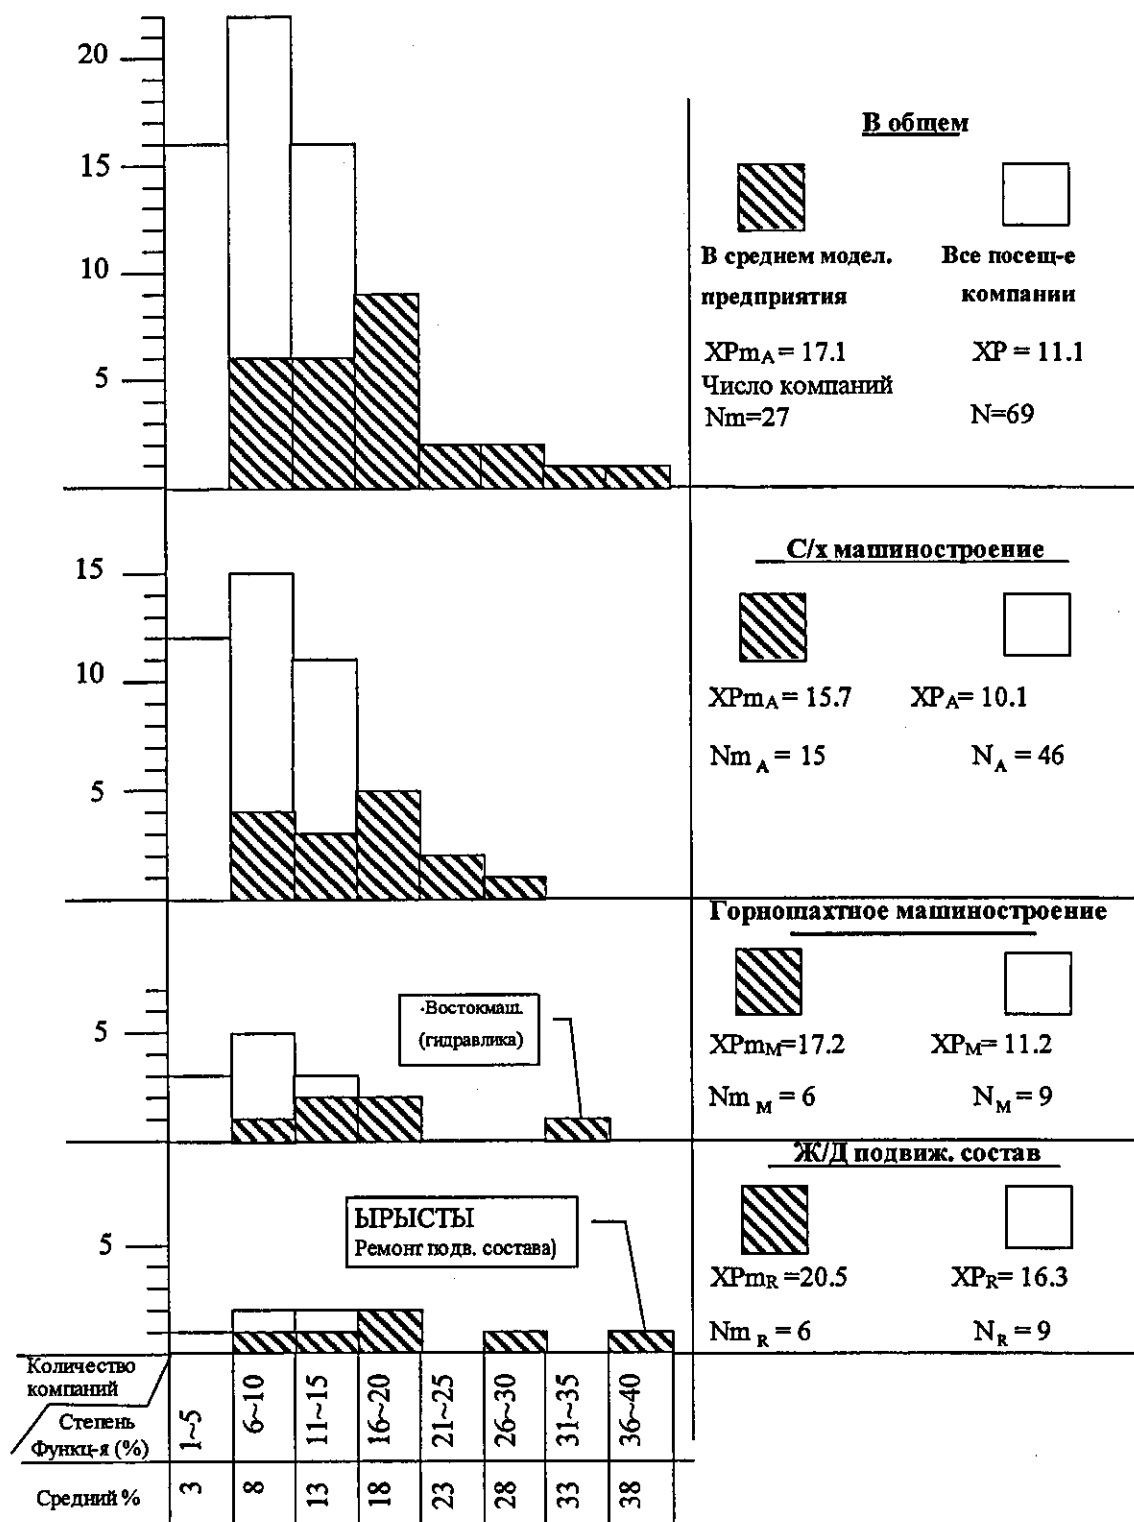 20
15
10
5
В общем
В среднем модел.
предприятия
Все посещ-е
компании
XPmA = 17.1
XP = 11.1
Число компаний
Nm=27
N=69
15
10
5
С/х машиностроение
XPmA = 15.7
XPA= 10.1
Nm A = 15
NA = 46
Горношахтное машиностроение
5
·Востокмаш.
(гидравлика)
XPmM=17.2
XPM= 11.2
Nm M = 6
NM = 9
Ж/Д подвиж. состав
5
ЫРЫСТЫ
Ремонт подв. состава)
XPmR =20.5
XPR= 16.3
Nm R = 6
NR = 9
Количество
компаний
Степень
Функц-я (%)
1~5
6~10
11~15
16~20
21~25
26~30
31~35
36~40
Средний %
3
8
13
18
23
28
33
38